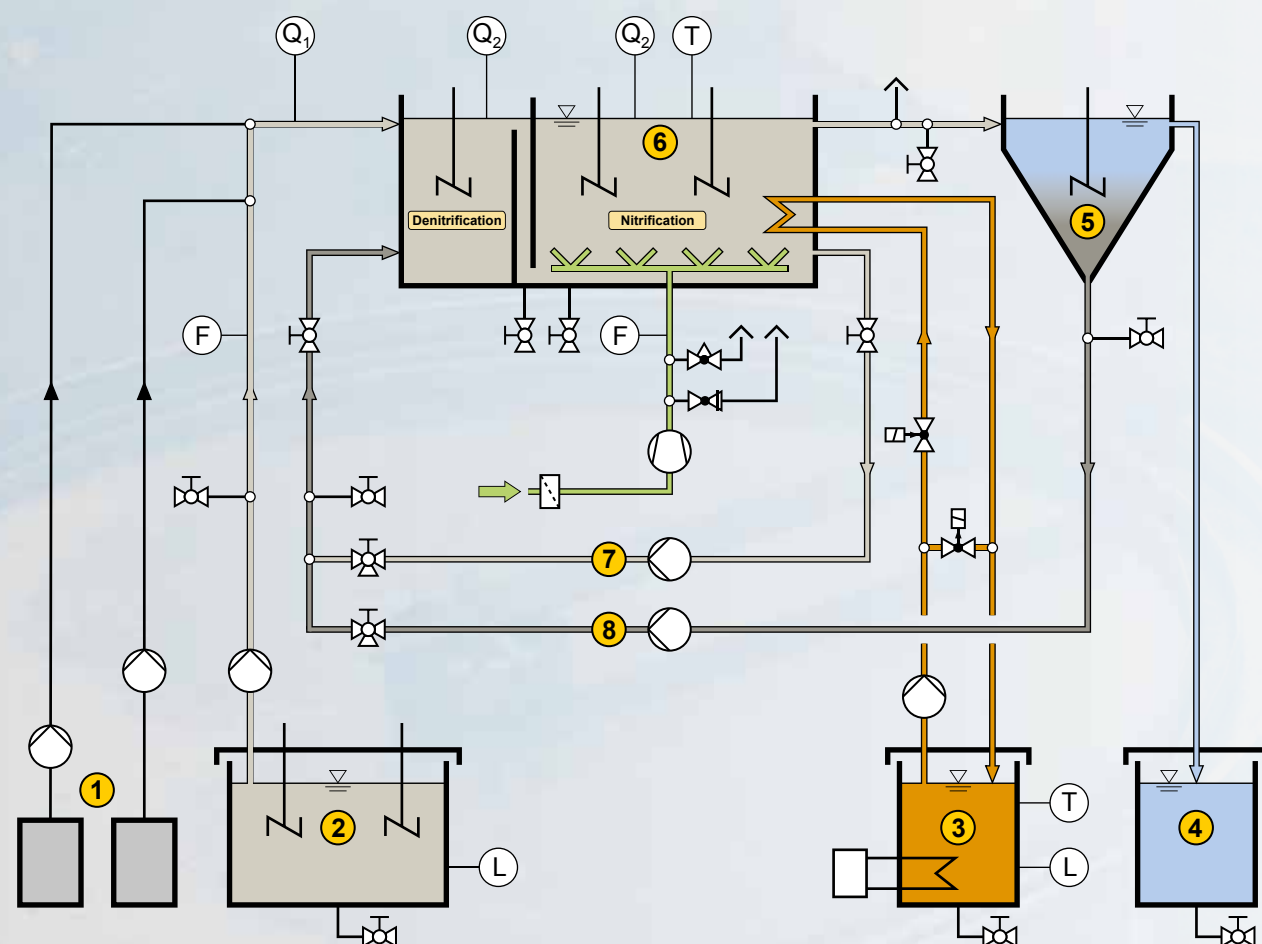 Q₁
Q₂
Q₂
T
6
Denitrification
Nitrification
5
F
F
7
8
1
2
L
3
T
L
4